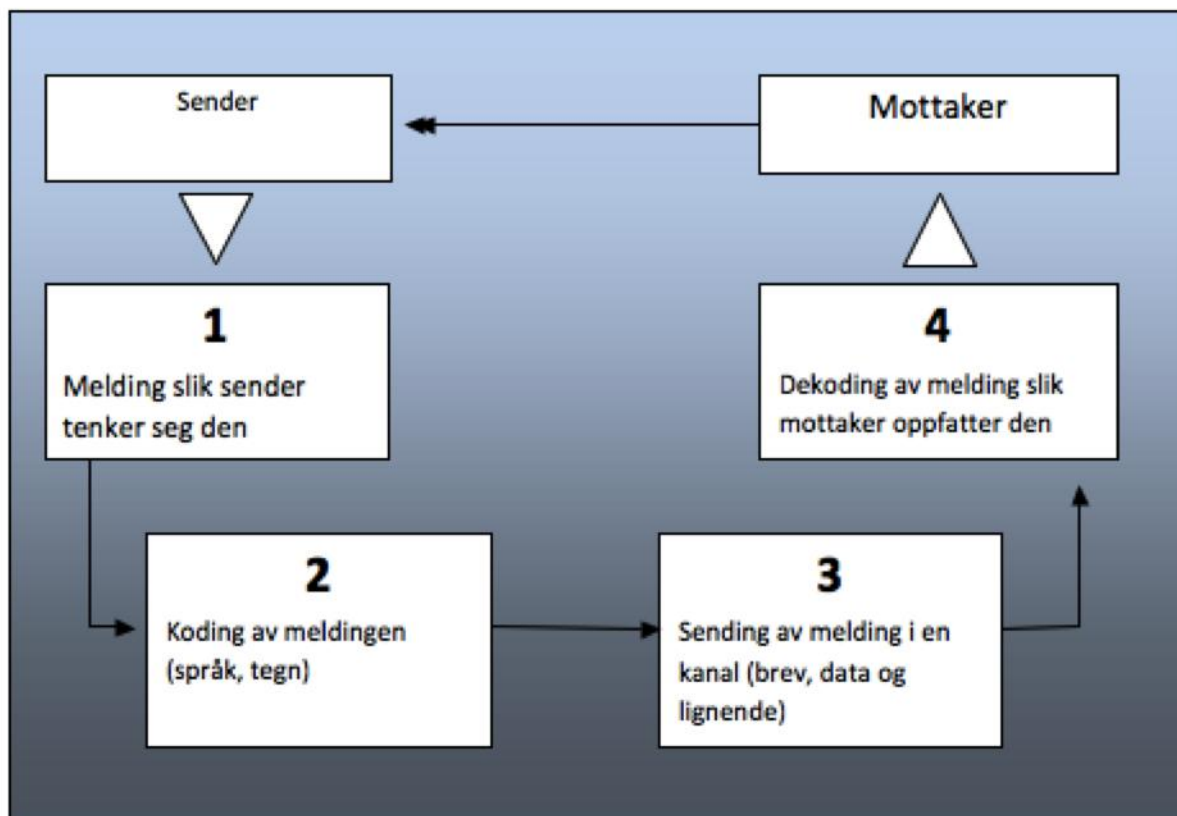 Sender
Mottaker
1
Melding slik sender
tenker seg den
4
Dekoding av melding slik
mottaker oppfatter den
2
Koding av meldingen
(språk, tegn)
3
Sending av melding i en
kanal (brev, data og
lignende)